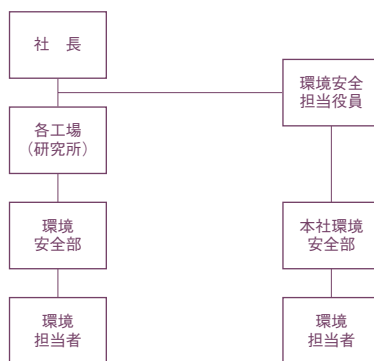 社　長
環境安全
担当役員
各工場
（研究所）
環境
安全部
本社環境
安全部
環境
担当者
環境
担当者